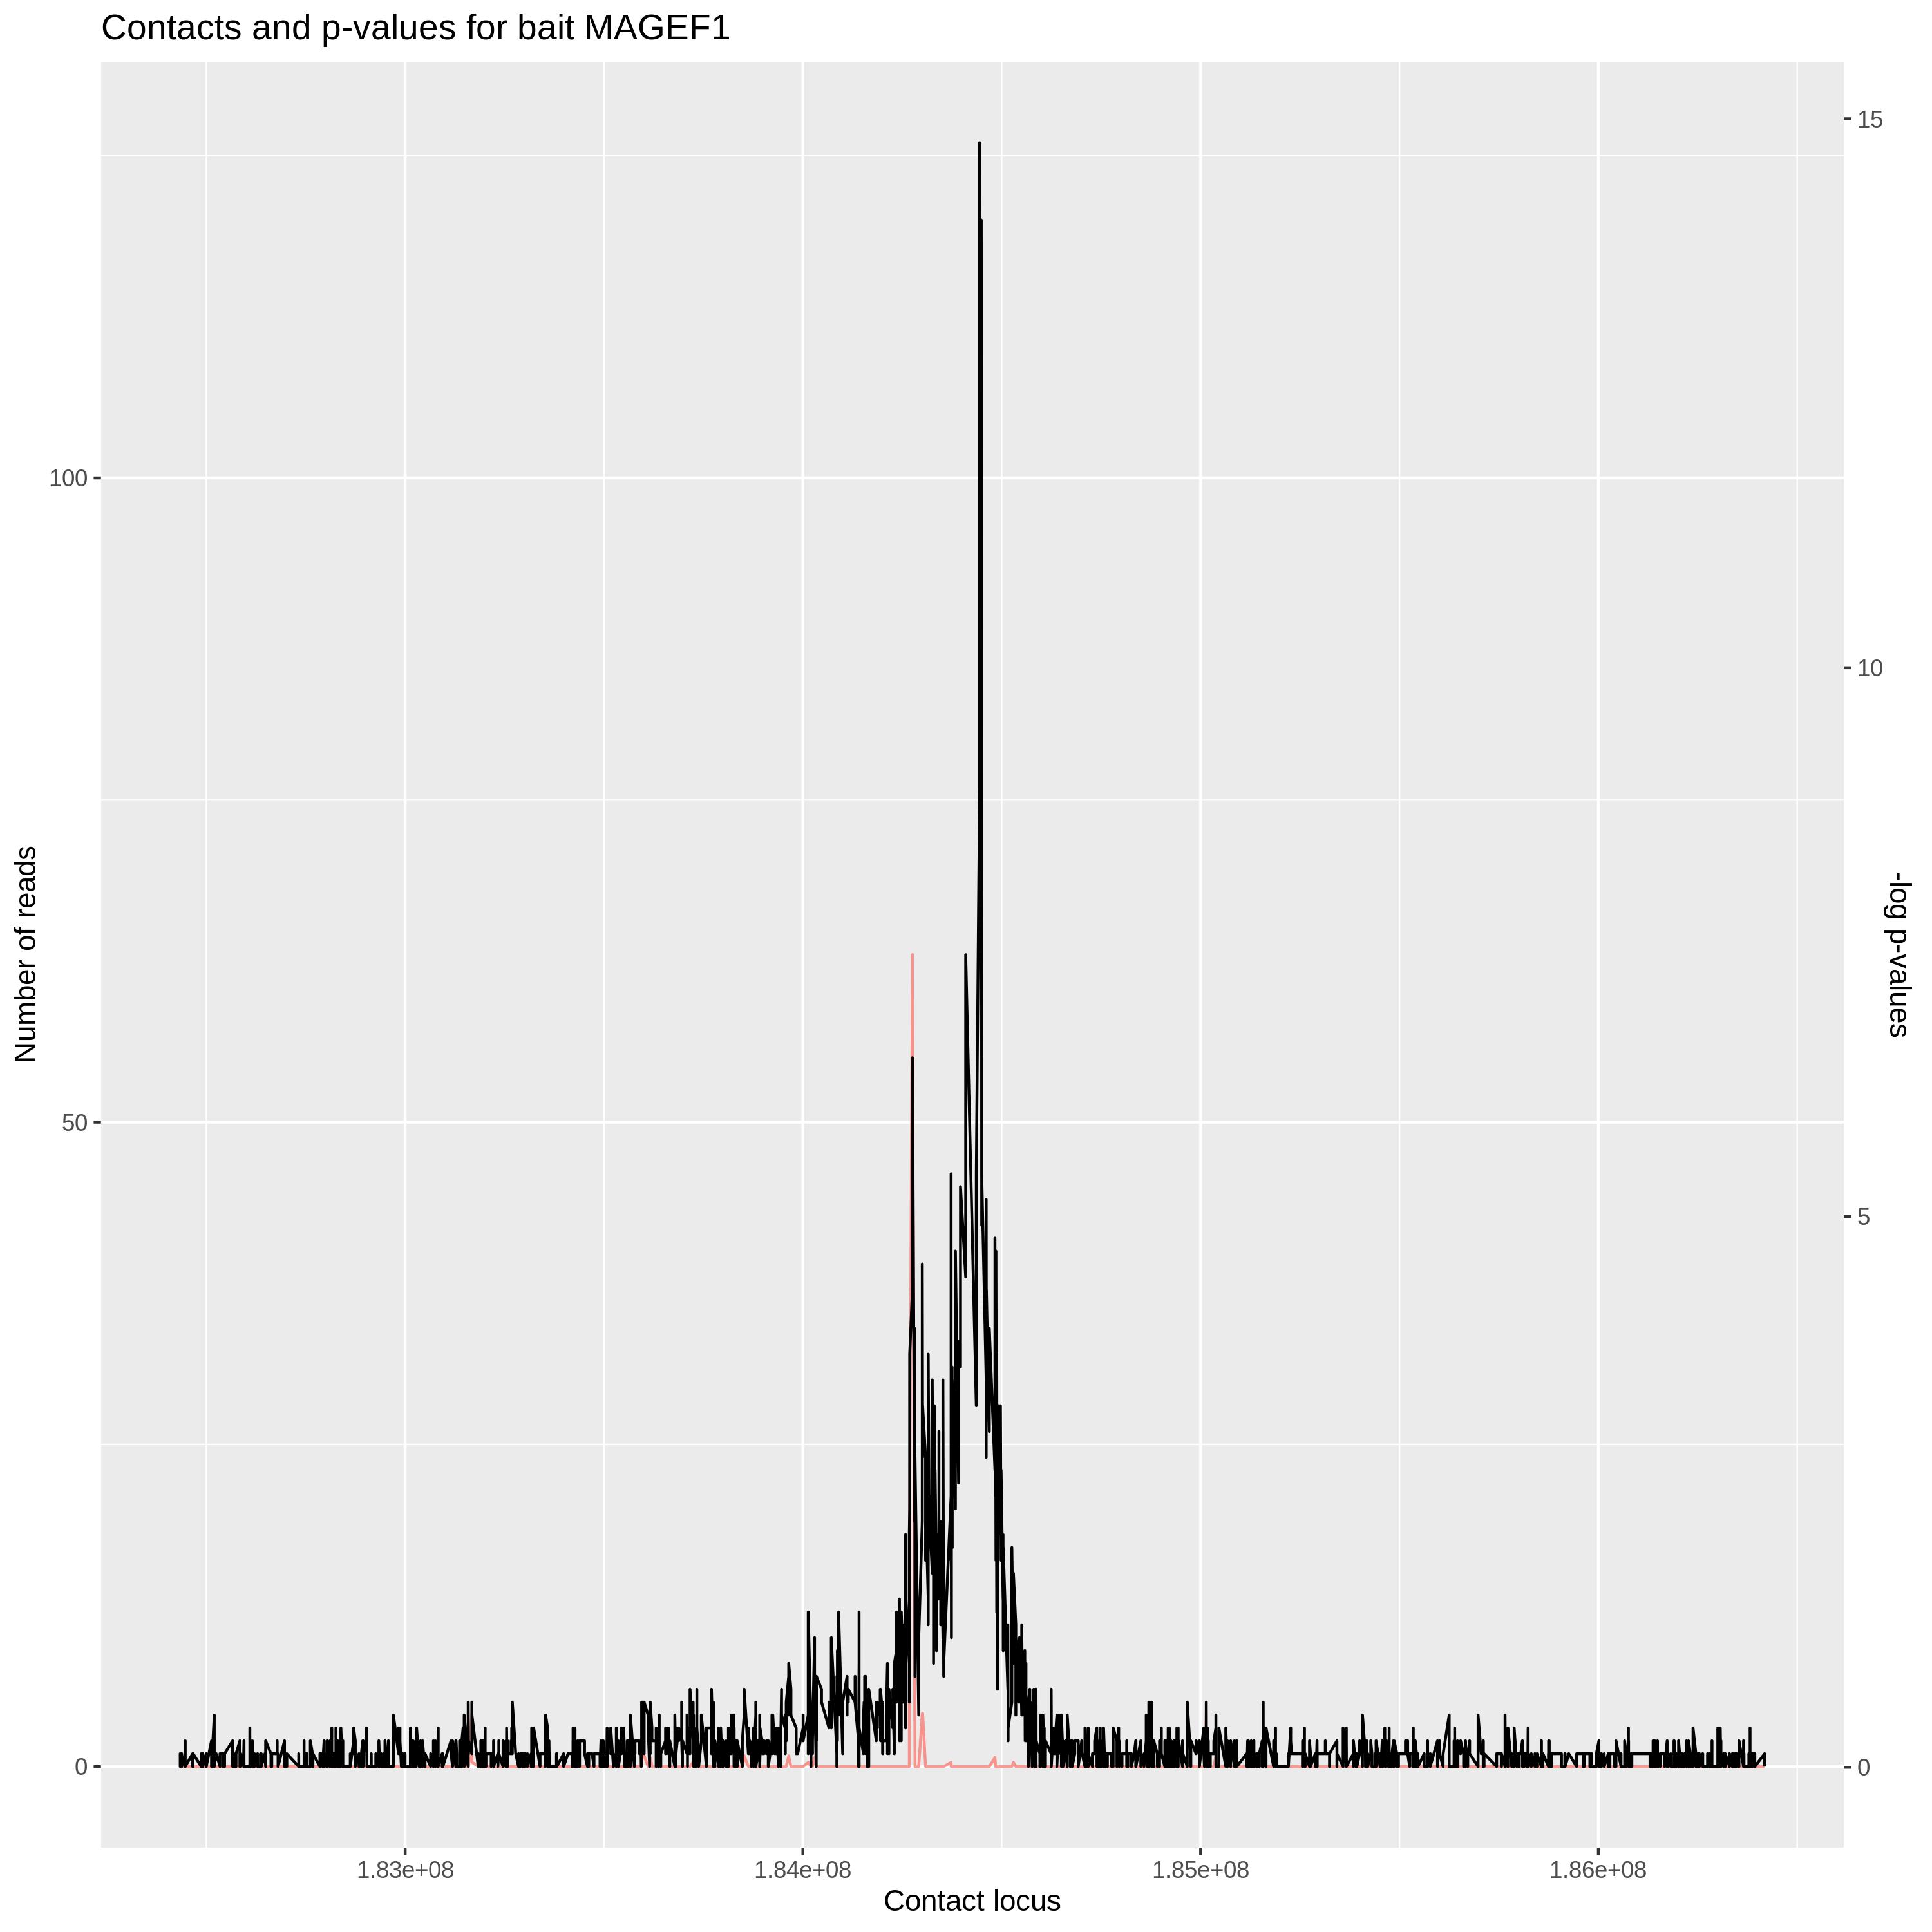 Contacts and p-values for bait MAGEF1
15
100
10
Number of reads
-log p-values
50
5
0
0
1.83e+08
1.84e+08
1.85e+08
1.86e+08
Contact locus